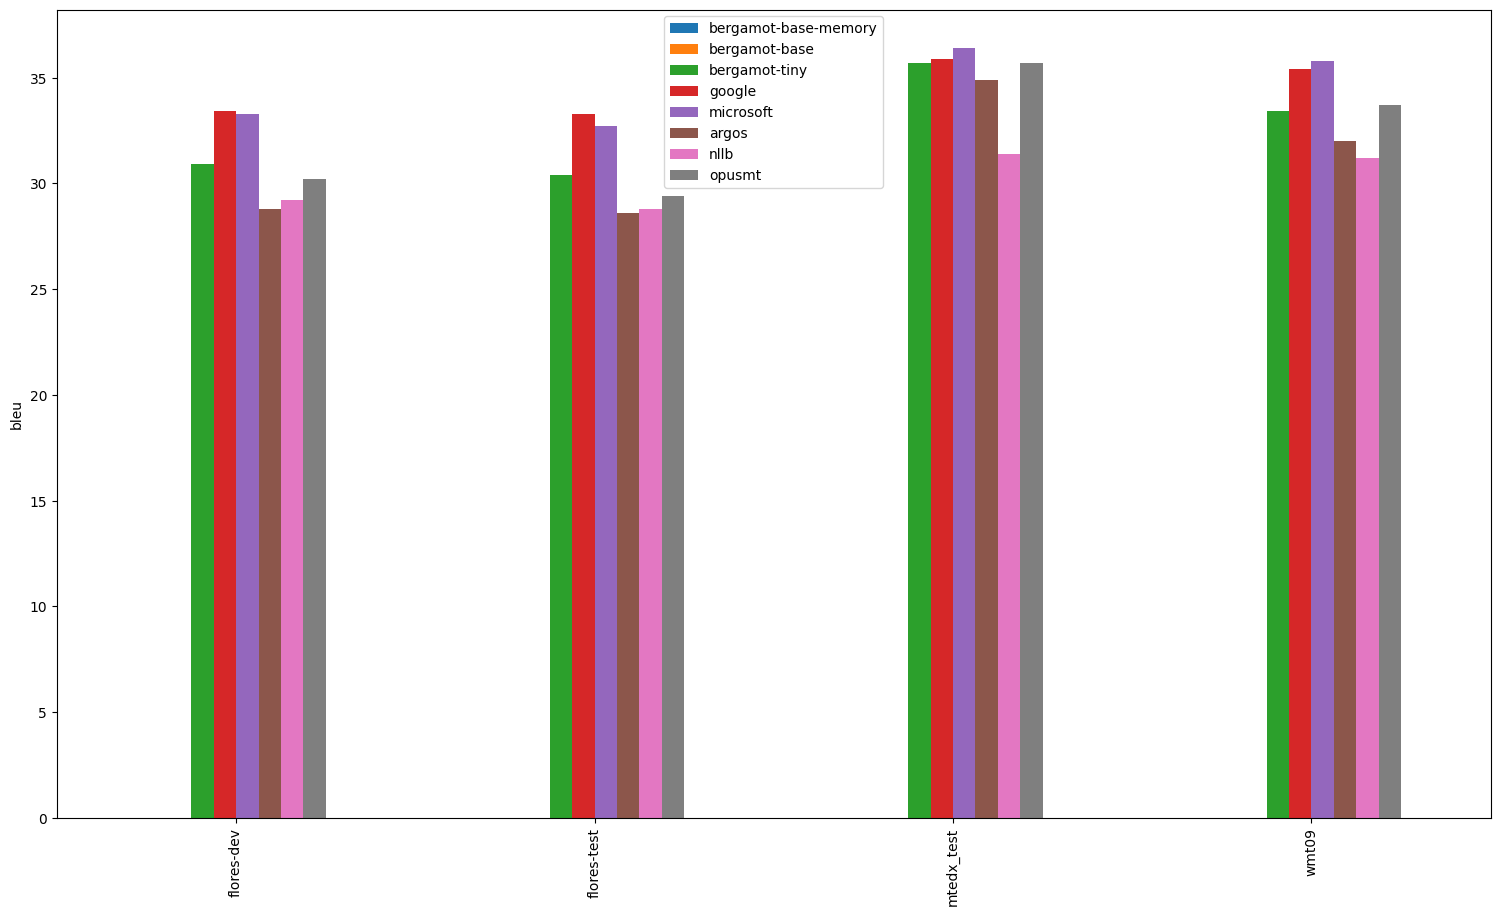 bergamot-base-memory
bergamot-base
bergamot-tiny
google
microsoft
argos
nllb
opusmt
35
30
25
20
15
10
5
0
bleu
flores-dev
flores-test
mtedx_test
wmt09